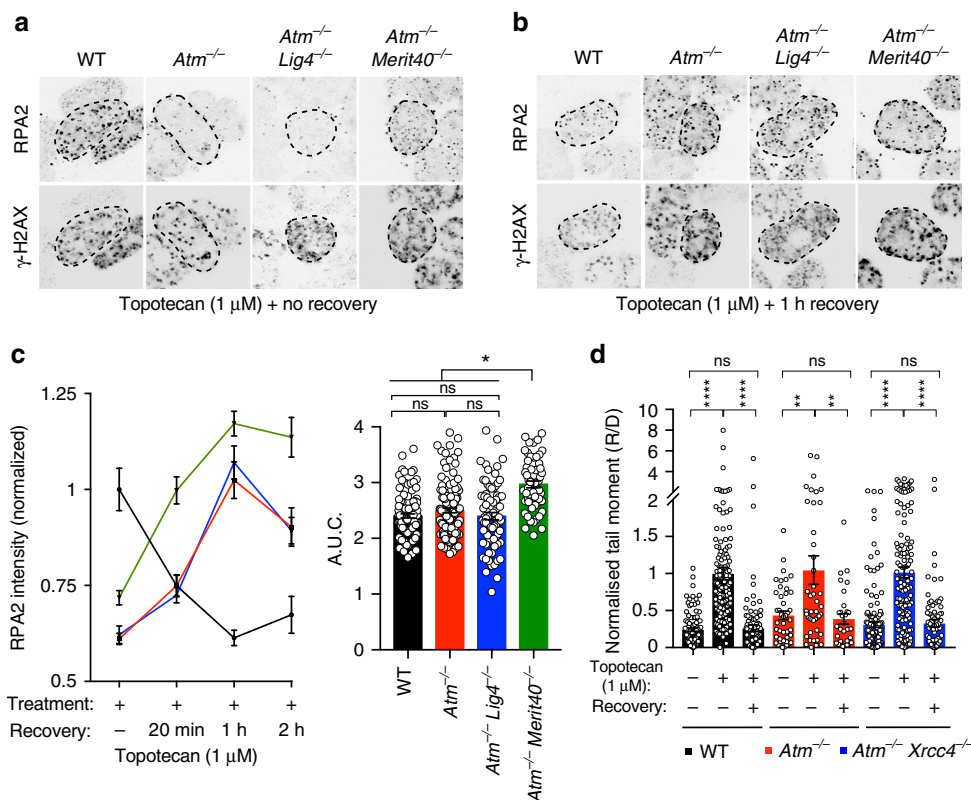 a
WT
Atm–/–
Atm–/– Lig4–/–
Atm–/– Merit40–/–
RPA2
γ-H2AX
Topotecan (1 μM) + no recovery
b
WT
Atm–/–
Atm–/– Lig4–/–
Atm–/– Merit40–/–
RPA2
γ-H2AX
Topotecan (1 μM) + 1 h recovery
c
RPA2 intensity (normalized)
1.25
1
0.75
0.5
Treatment: + + + +
Recovery: – 20 min 1 h 2 h
Topotecan (1 μM)
*
ns
ns ns
A.U.C.
4
3
2
1
0
WT
Atm–/–
Atm–/– Lig4–/–
Atm–/– Merit40–/–
d
ns ns ns
**** **** ** ** **** ****
Normalised tail moment (R/D)
10
8
6
4
2
1
0.5
0
Topotecan
(1 μM): – + + – + + – + +
Recovery: + + +
WT Atm–/– Atm–/– Xrcc4–/–